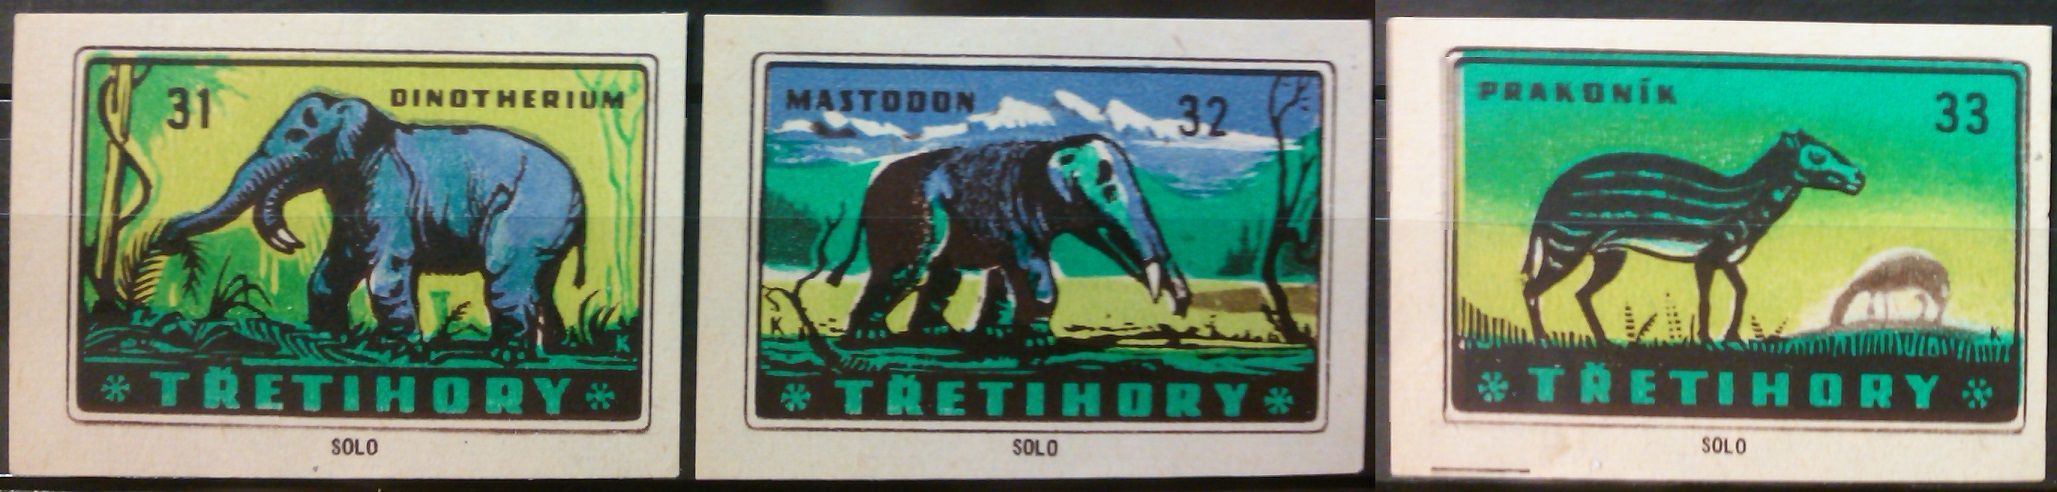 31
DINOTHERIUM
K
* TŘETIHORY *
SOLO
MASTODON
32
K
* TŘETIHORY *
SOLO
PRAKONÍK
33
K
* TŘETIHORY *
SOLO